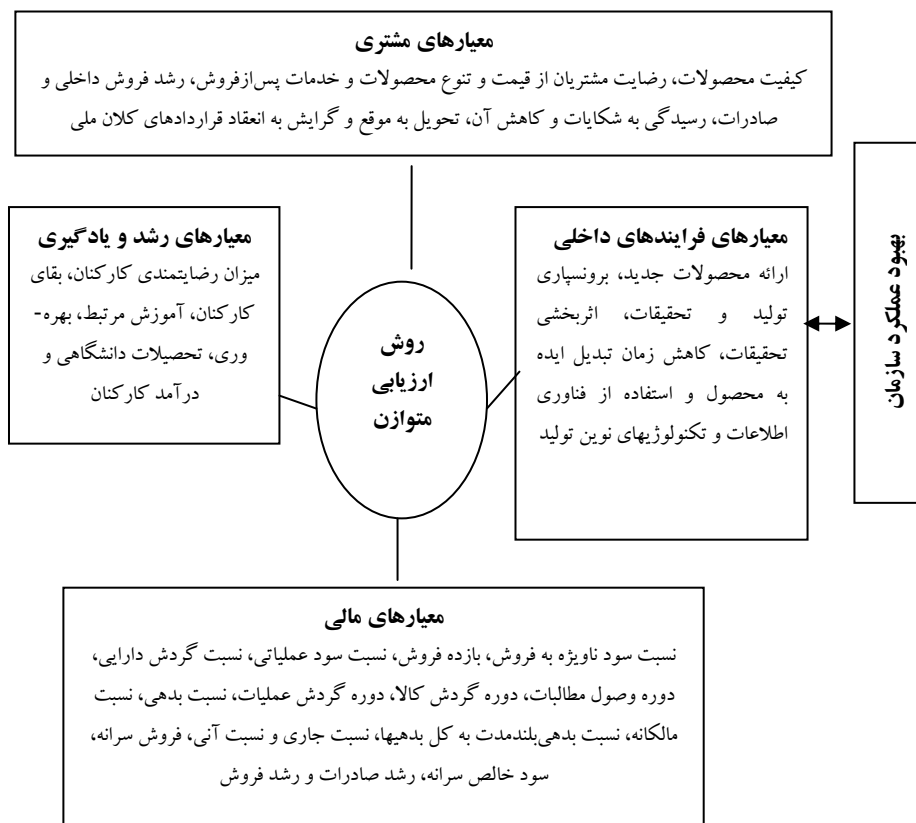 معیارهای مشتری
کیفیت محصولات، رضایت مشتریان از قیمت و تنوع محصولات و خدمات پس‌ازفروش، رشد فروش داخلی و
صادرات، رسیدگی به شکایات و کاهش آن، تحویل به موقع و گرایش به انعقاد قراردادهای کلان ملی
بهبود عملکرد سازمان
معیارهای فرایندهای داخلی
ارائه محصولات جدید، برونسپاری
تولید و تحقیقات، اثربخشی
تحقیقات، کاهش زمان تبدیل ایده
به محصول و استفاده از فناوری
اطلاعات و تکنولوژیهای نوین تولید
روش
ارزیابی
متوازن
معیارهای رشد و یادگیری
میزان رضایتمندی کارکنان، بقای
کارکنان، آموزش مرتبط، بهره-
وری، تحصیلات دانشگاهی و
درآمد کارکنان
معیارهای مالی
نسبت سود ناویژه به فروش، بازده فروش، نسبت سود عملیاتی، نسبت گردش دارایی،
دوره وصول مطالبات، دوره گردش کالا، دوره گردش عملیات، نسبت بدهی، نسبت
مالکانه، نسبت بدهی‌بلندمدت به کل بدهیها، نسبت جاری و نسبت آنی، فروش سرانه،
سود خالص سرانه، رشد صادرات و رشد فروش